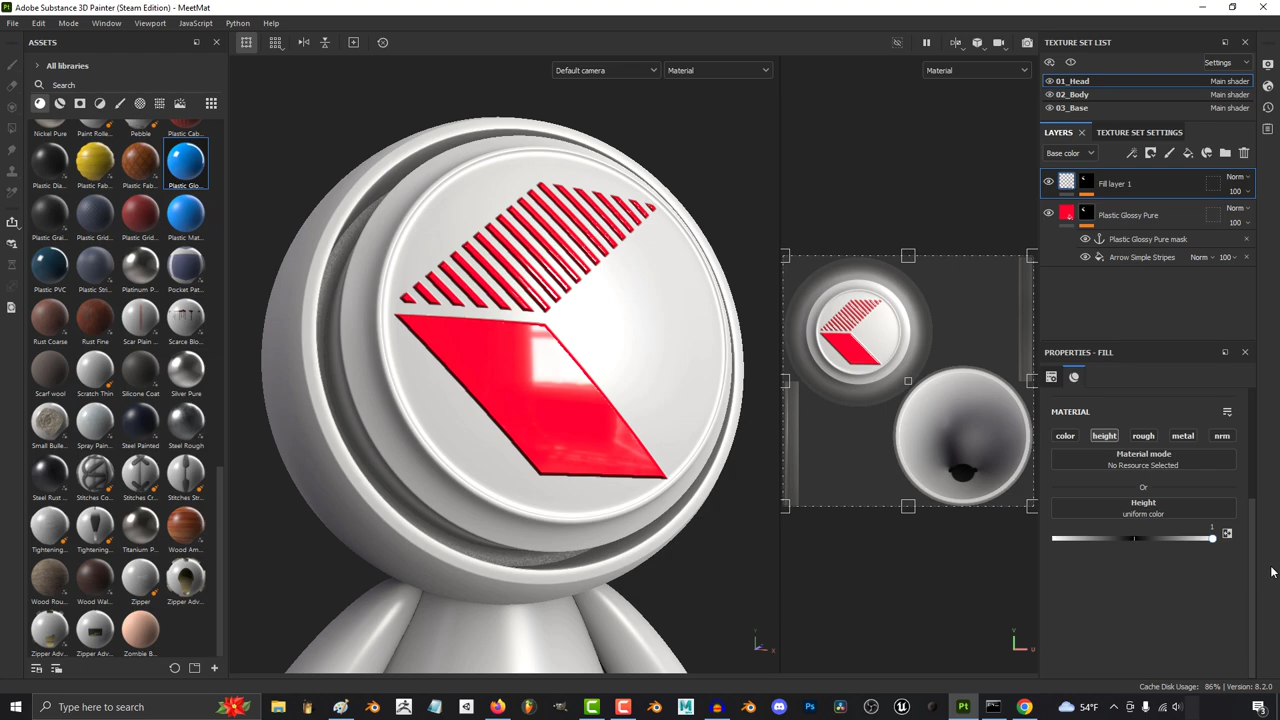 Pt Adobe Substance 3D Painter (Steam Edition) - MeetMat
File Edit Mode Window Viewport JavaScript Python Help
ASSETS
All libraries
Search
Nickel Pure Paint Rolle... Pebble Plastic Cab...
Plastic Dia... Plastic Fab... Plastic Fab... Plastic Glo...
Plastic Grai... Plastic Grid... Plastic Grid... Plastic Mat...
Plastic PVC Plastic Stri... Platinum P... Pocket Pat...
Rust Coarse Rust Fine Scar Plain ... Scarce Blo...
Scarf wool Scratch Thin Silicone Coat Silver Pure
Small Bulle... Spray Pain... Steel Painted Steel Rough
Steel Rust ... Stitches Co... Stitches Cr... Stitches Str...
Tightening... Tightening... Titanium P... Wood Am...
Wood Rou... Wood Wal... Zipper Zipper Adv...
Zipper Adv... Zipper Adv... Zombie B...
Default camera Material
Material
TEXTURE SET LIST
Settings
01_Head Main shader
02_Body Main shader
03_Base Main shader
LAYERS TEXTURE SET SETTINGS
Base color
Fill layer 1 Norm
100
Plastic Glossy Pure Norm
100
Plastic Glossy Pure mask
Arrow Simple Stripes Norm 100
PROPERTIES - FILL
MATERIAL
color height rough metal nrm
Material mode
No Resource Selected
Or
Height
uniform color
1
Cache Disk Usage: 86% | Version: 8.2.0
Type here to search
Ps
Pt
54°F